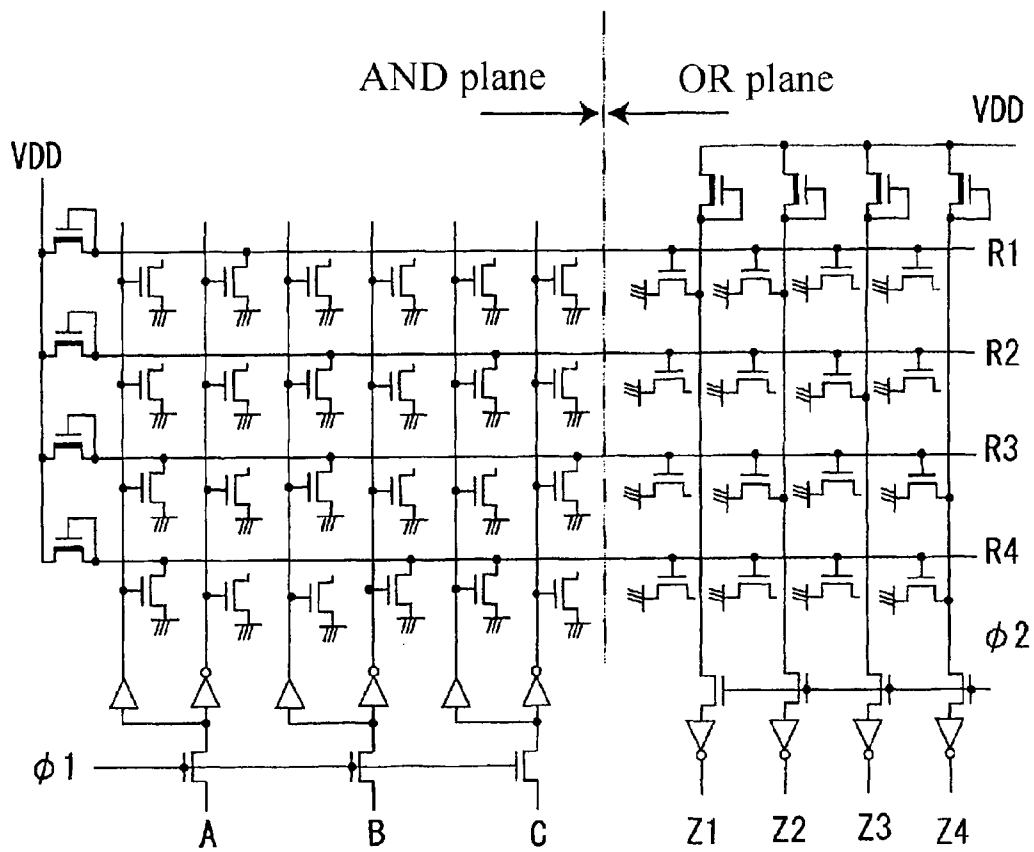 AND plane
OR plane
VDD
VDD
R1
R2
R3
R4
φ2
φ1
A
B
C
Z1
Z2
Z3
Z4